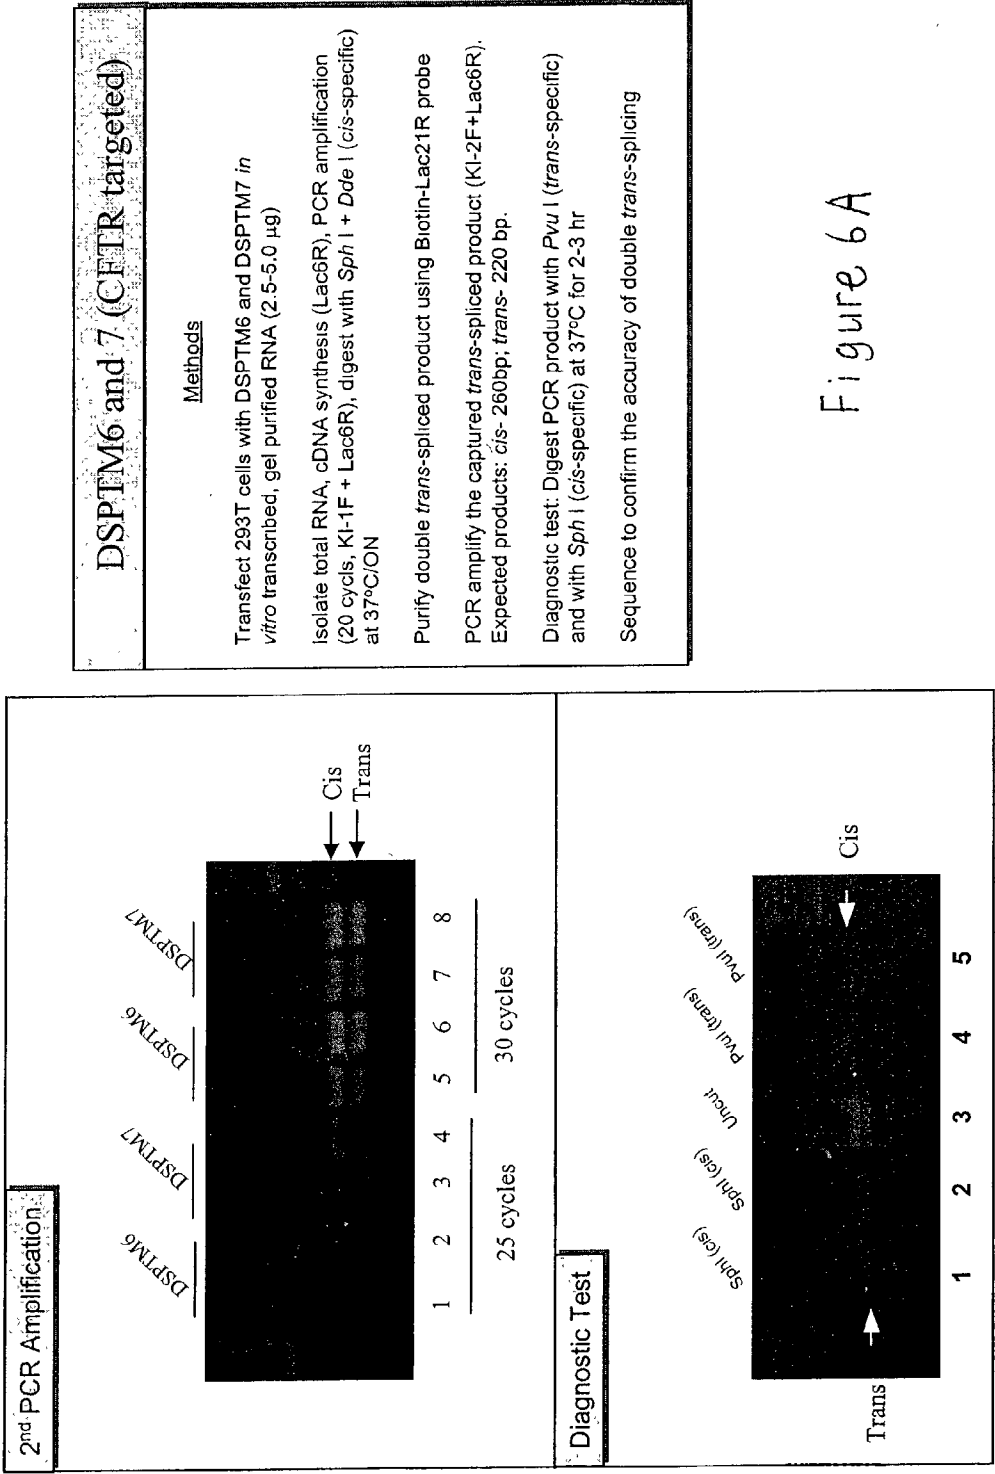 2nd PCR Amplification
DSPTM6 DSPTM7 DSPTM6 DSPTM7
Cis
Trans
1 2 3 4 5 6 7 8
25 cycles 30 cycles
Diagnostic Test
SphI (cis) SphI (cis) Uncut PvuI (trans) PvuI (trans)
Cis
Trans
1 2 3 4 5
DSPTM6 and 7 (CFTR targeted)
Methods
Transfect 293T cells with DSPTM6 and DSPTM7 in
vitro transcribed, gel purified RNA (2.5-5.0 µg)
Isolate total RNA, cDNA synthesis (Lac6R), PCR amplification
(20 cycls, KI-1F + Lac6R), digest with Sph I + Dde I (cis-specific)
at 37ºC/ON
Purify double trans-spliced product using Biotin-Lac21R probe
PCR amplify the captured trans-spliced product (KI-2F+Lac6R).
Expected products: cis- 260bp; trans- 220 bp.
Diagnostic test: Digest PCR product with Pvu I (trans-specific)
and with Sph I (cis-specific) at 37ºC for 2-3 hr
Sequence to confirm the accuracy of double trans-splicing
Figure 6A